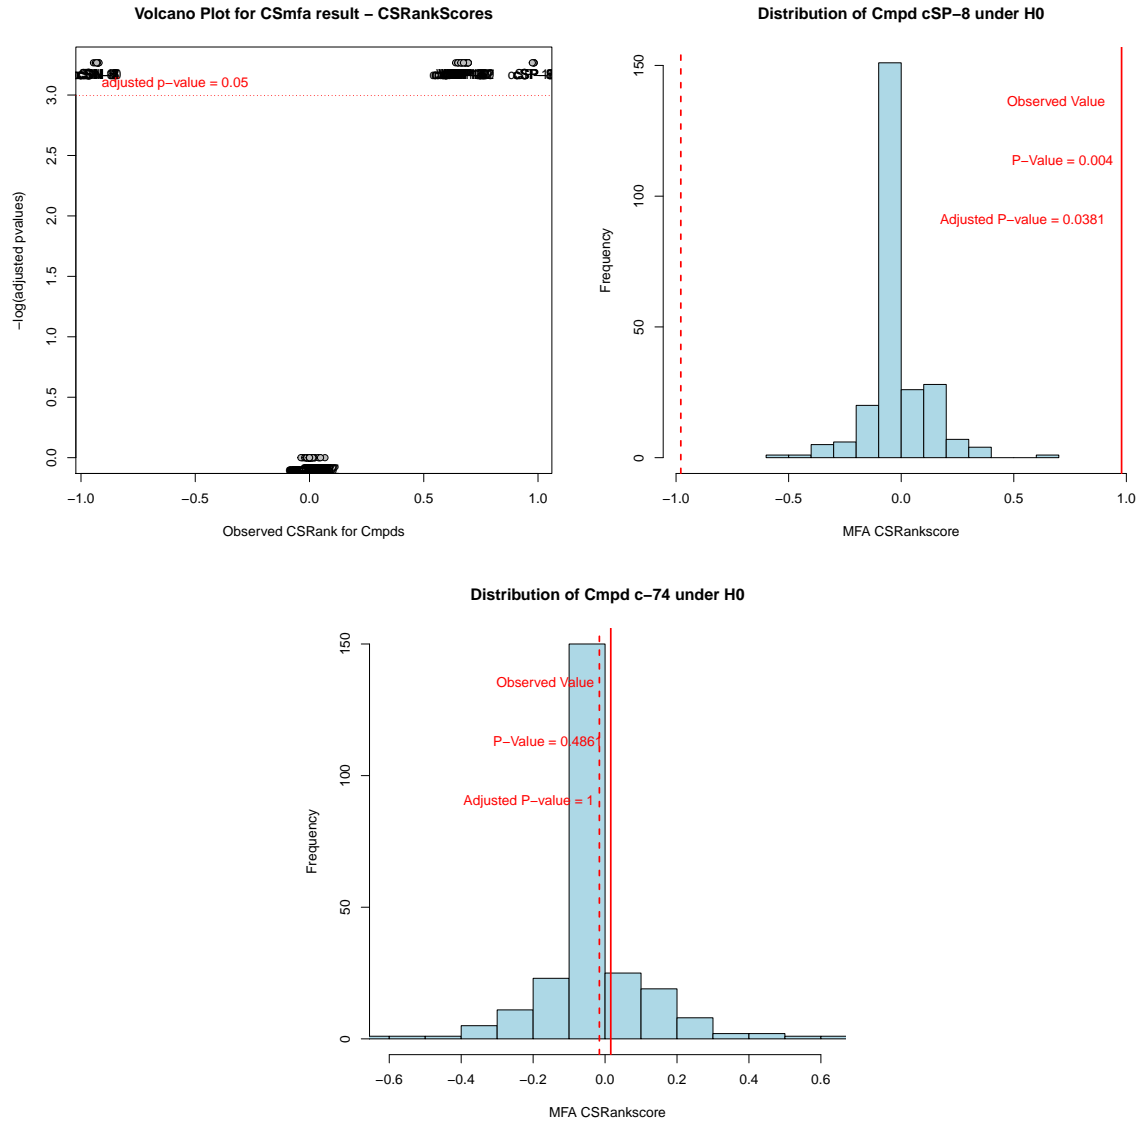 Volcano Plot for CSmfa result − CSRankScores
adjusted p−value = 0.05
−log(adjusted pvalues)
3.0
2.5
2.0
1.5
1.0
0.5
0.0
−1.0
−0.5
0.0
0.5
1.0
Observed CSRank for Cmpds
Distribution of Cmpd cSP−8 under H0
Observed Value
P−Value = 0.004
Adjusted P−value = 0.0381
Frequency
150
100
50
0
−1.0
−0.5
0.0
0.5
1.0
MFA CSRankscore
Distribution of Cmpd c−74 under H0
Observed Value
P−Value = 0.4861
Adjusted P−value = 1
Frequency
150
100
50
0
−0.6
−0.4
−0.2
0.0
0.2
0.4
0.6
MFA CSRankscore